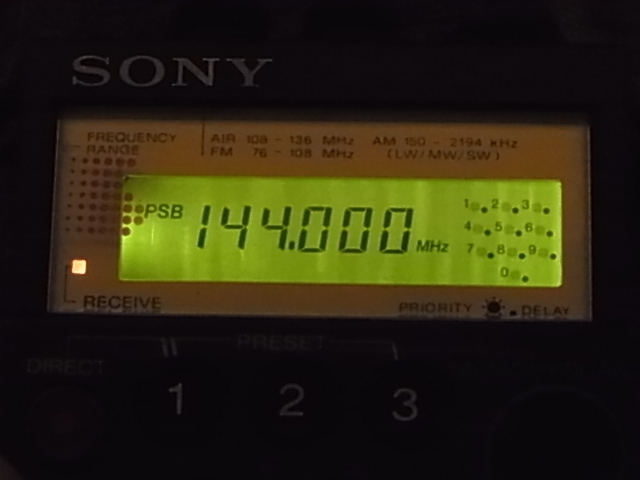 SONY
FREQUENCY RANGE
AIR 108 - 136 MHz AM 150 - 2194 kHz
FM 76 - 108 MHz (LW/MW/SW)
PSB 144.000 MHz
1 2 3
4 5 6
7 8 9
0
RECEIVE PRIORITY DELAY
PRESET
DIRECT
1 2 3